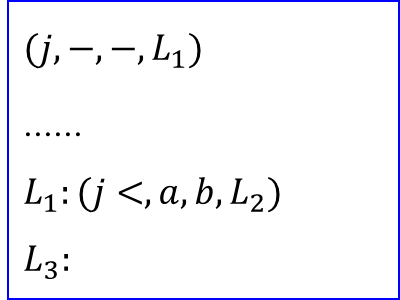 (j, −, −, L₁)
……
L₁: (j <, a, b, L₂)
L₃: